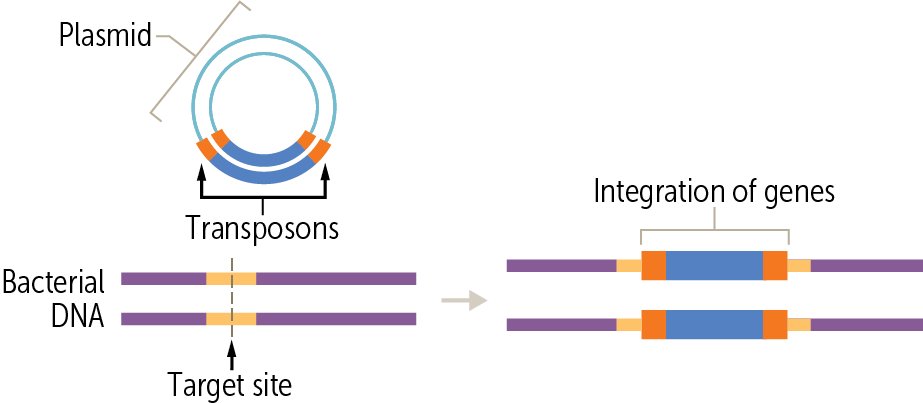 Plasmid
Transposons
Bacterial
DNA
Target site
Integration of genes